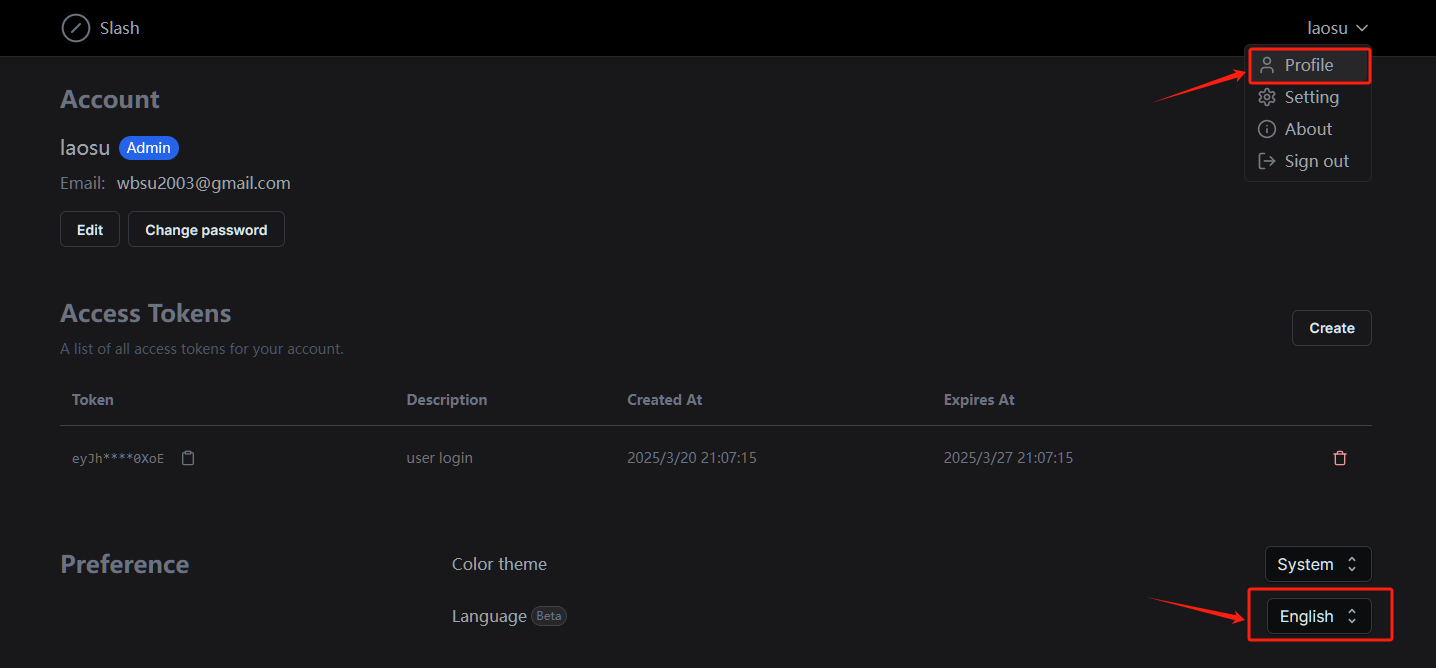 Slash
laosu
Profile
Setting
About
Sign out
Account
laosu Admin
Email: wbsu2003@gmail.com
Edit Change password
Access Tokens
A list of all access tokens for your account.
Create
Token Description Created At Expires At
eyJh****0XoE user login 2025/3/20 21:07:15 2025/3/27 21:07:15
Preference
Color theme System
Language Beta English